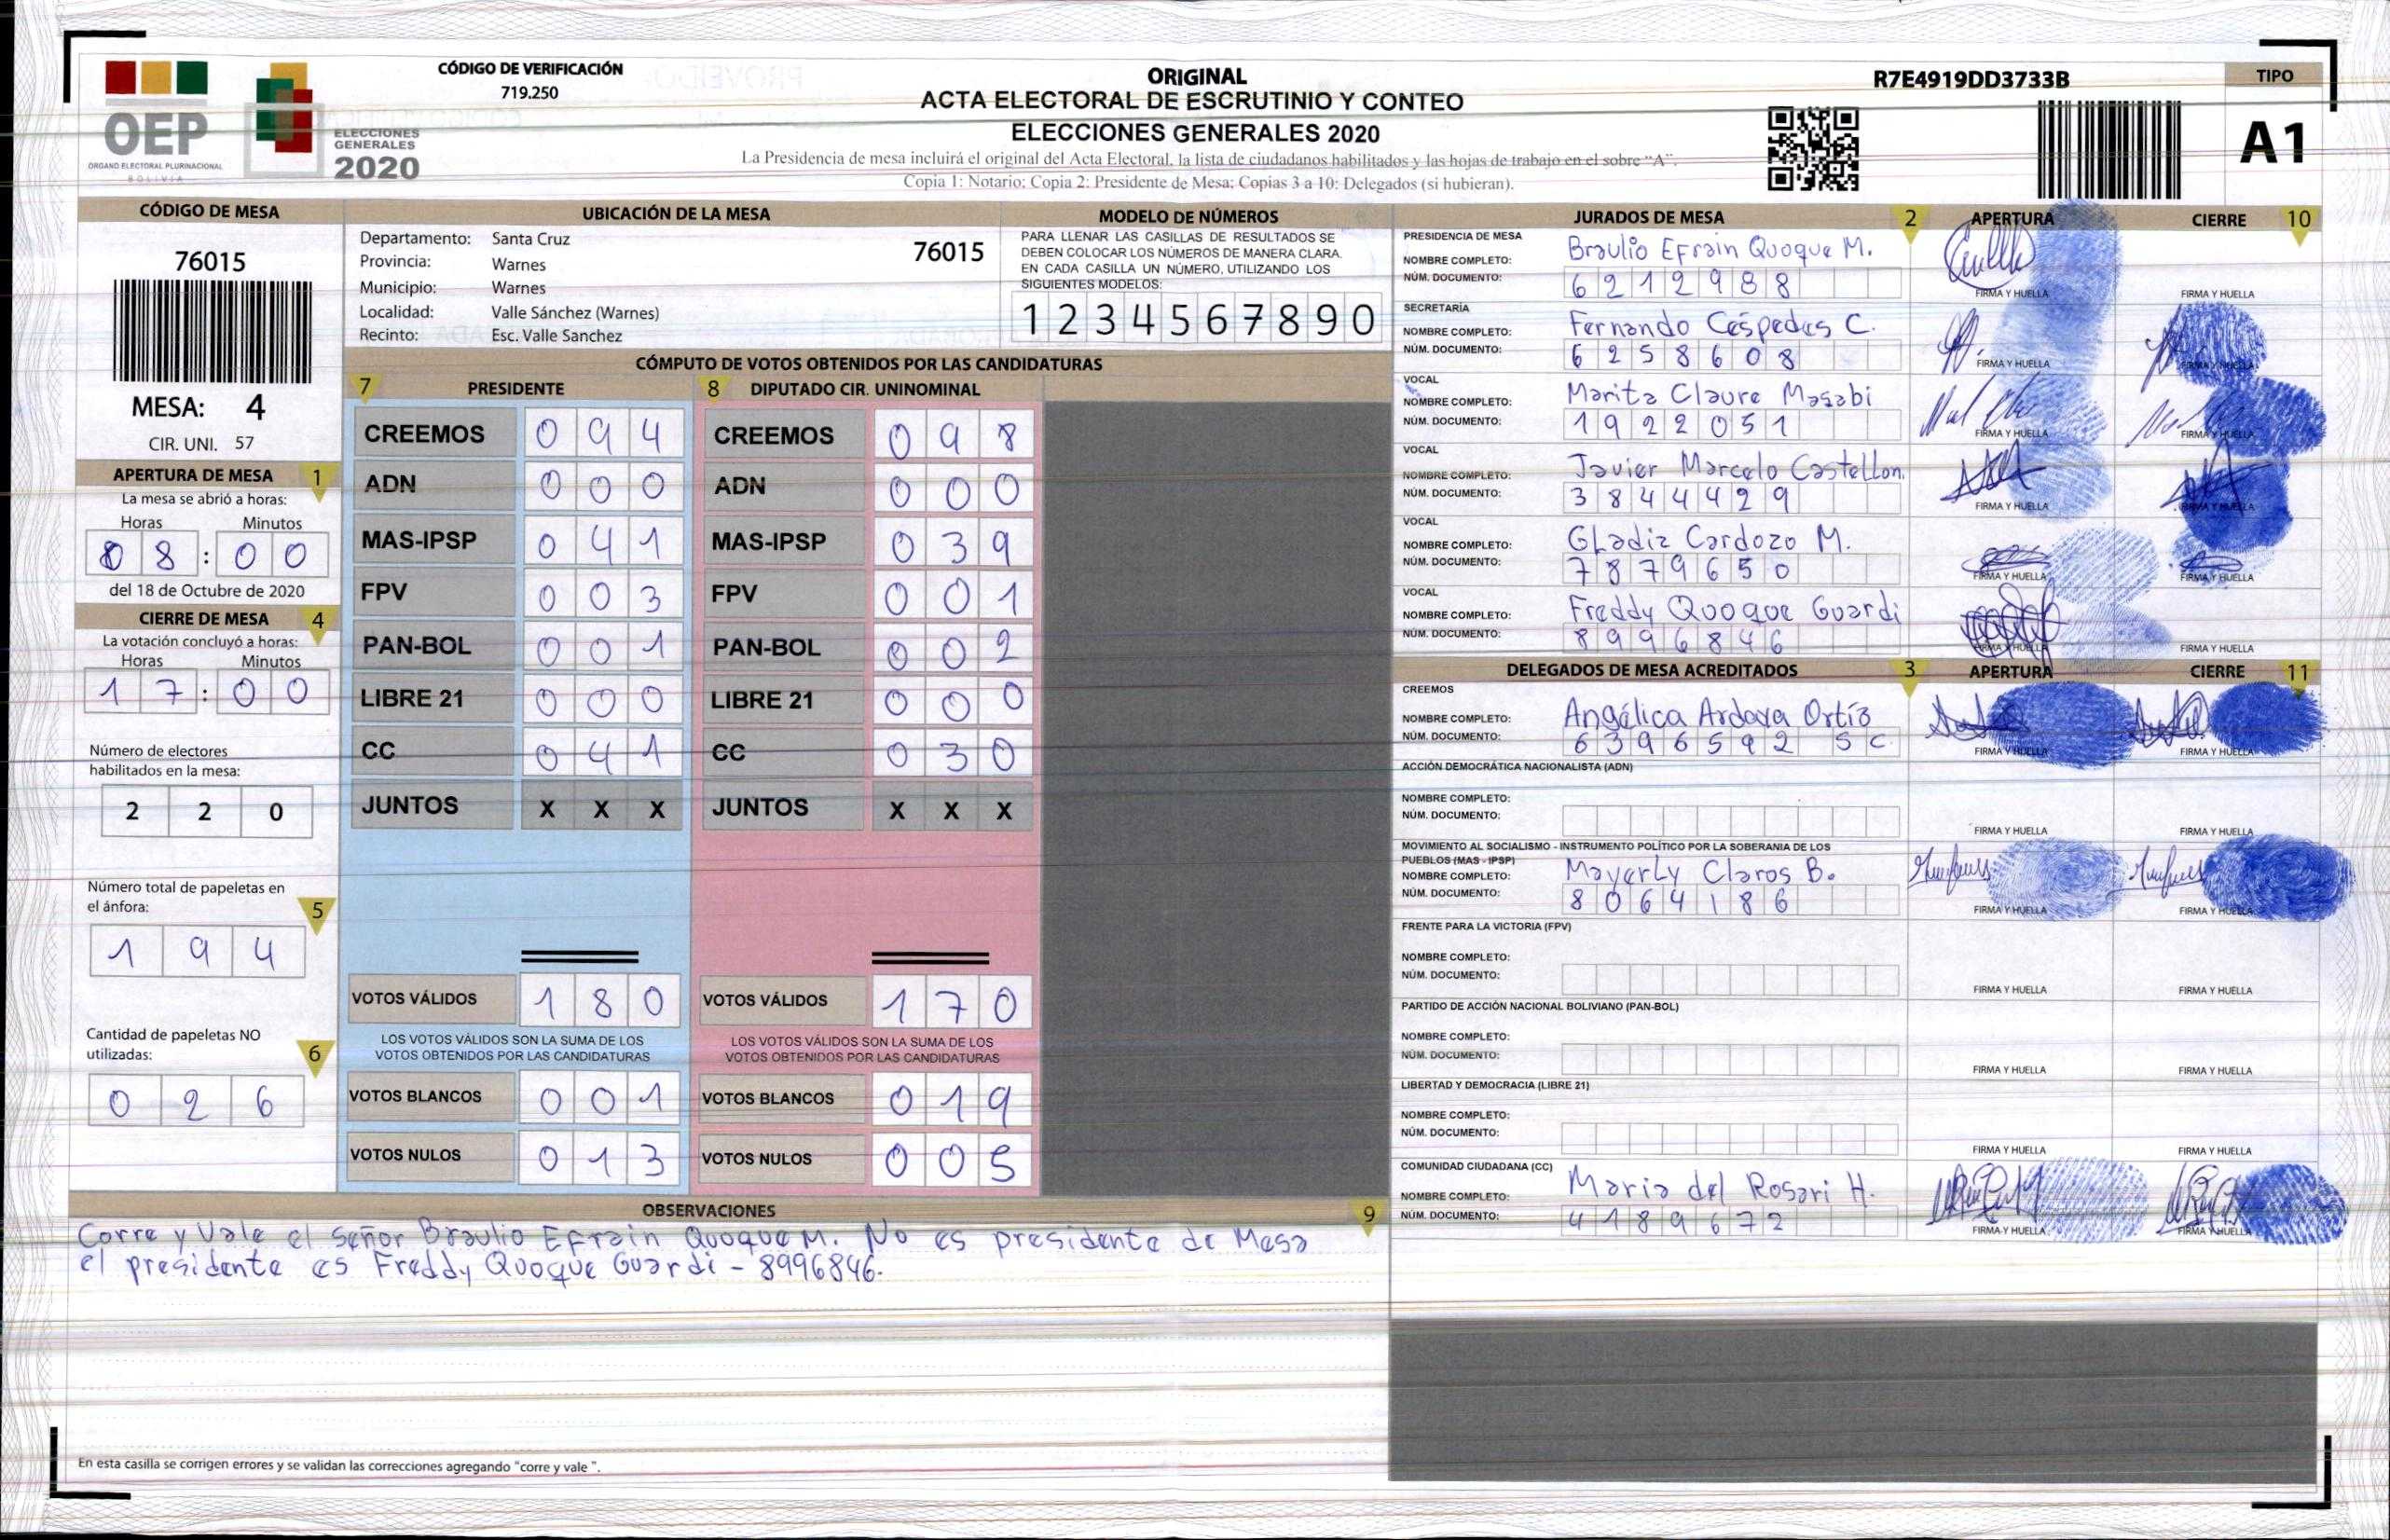 OEP
ORGANO ELECTORAL PLURINACIONAL
BOLIVIA
ELECCIONES
GENERALES
2020
CÓDIGO DE VERIFICACIÓN
719.250
ORIGINAL
ACTA ELECTORAL DE ESCRUTINIO Y CONTEO
ELECCIONES GENERALES 2020
La Presidencia de mesa incluirá el original del Acta Electoral, la lista de ciudadanos habilitados y las hojas de trabajo en el sobre "A".
Copia 1: Notario; Copia 2: Presidente de Mesa; Copias 3 a 10: Delegados (si hubieran).
R7E4919DD3733B
TIPO
A1
CÓDIGO DE MESA
76015
MESA: 4
CIR. UNI. 57
APERTURA DE MESA 1
La mesa se abrió a horas:
Horas Minutos
08:00
del 18 de Octubre de 2020
CIERRE DE MESA 4
La votación concluyó a horas:
Horas Minutos
17:00
Número de electores
habilitados en la mesa:
2 2 0
Número total de papeletas en
el ánfora: 5
1 9 4
Cantidad de papeletas NO
utilizadas: 6
0 2 6
UBICACIÓN DE LA MESA
Departamento: Santa Cruz 76015
Provincia: Warnes
Municipio: Warnes
Localidad: Valle Sánchez (Warnes)
Recinto: Esc. Valle Sanchez
MODELO DE NÚMEROS
PARA LLENAR LAS CASILLAS DE RESULTADOS SE
DEBEN COLOCAR LOS NÚMEROS DE MANERA CLARA.
EN CADA CASILLA UN NÚMERO, UTILIZANDO LOS
SIGUIENTES MODELOS:
1 2 3 4 5 6 7 8 9 0
CÓMPUTO DE VOTOS OBTENIDOS POR LAS CANDIDATURAS
7 PRESIDENTE 8 DIPUTADO CIR. UNINOMINAL
CREEMOS 0 9 4 CREEMOS 0 9 8
ADN 0 0 0 ADN 0 0 0
MAS-IPSP 0 4 1 MAS-IPSP 0 3 9
FPV 0 0 3 FPV 0 0 1
PAN-BOL 0 0 1 PAN-BOL 0 0 2
LIBRE 21 0 0 0 LIBRE 21 0 0 0
CC 0 4 1 CC 0 3 0
JUNTOS X X X JUNTOS X X X
VOTOS VÁLIDOS 1 8 0 VOTOS VÁLIDOS 1 7 0
LOS VOTOS VÁLIDOS SON LA SUMA DE LOS LOS VOTOS VÁLIDOS SON LA SUMA DE LOS
VOTOS OBTENIDOS POR LAS CANDIDATURAS VOTOS OBTENIDOS POR LAS CANDIDATURAS
VOTOS BLANCOS 0 0 1 VOTOS BLANCOS 0 1 9
VOTOS NULOS 0 1 3 VOTOS NULOS 0 0 5
JURADOS DE MESA 2 APERTURA CIERRE 10
PRESIDENCIA DE MESA
NOMBRE COMPLETO: Braulio Efrain Quoque M.
NÚM. DOCUMENTO: 6212988
FIRMA Y HUELLA FIRMA Y HUELLA
SECRETARÍA
NOMBRE COMPLETO: Fernando Céspedes C.
NÚM. DOCUMENTO: 6258608
FIRMA Y HUELLA FIRMA Y HUELLA
VOCAL
NOMBRE COMPLETO: Marita Claure Masabi
NÚM. DOCUMENTO: 1922051
FIRMA Y HUELLA FIRMA Y HUELLA
VOCAL
NOMBRE COMPLETO: Javier Marcelo Castellon.
NÚM. DOCUMENTO: 3844429
FIRMA Y HUELLA FIRMA Y HUELLA
VOCAL
NOMBRE COMPLETO: Gladiz Cardozo M.
NÚM. DOCUMENTO: 7879650
FIRMA Y HUELLA FIRMA Y HUELLA
VOCAL
NOMBRE COMPLETO: Freddy Quoque Guardi
NÚM. DOCUMENTO: 8996846
FIRMA Y HUELLA FIRMA Y HUELLA
DELEGADOS DE MESA ACREDITADOS 3 APERTURA CIERRE 11
CREEMOS
NOMBRE COMPLETO: Angélica Ardaya Ortíz
NÚM. DOCUMENTO: 6396592 SC
FIRMA Y HUELLA FIRMA Y HUELLA
ACCIÓN DEMOCRÁTICA NACIONALISTA (ADN)
NOMBRE COMPLETO:
NÚM. DOCUMENTO:
FIRMA Y HUELLA FIRMA Y HUELLA
MOVIMIENTO AL SOCIALISMO - INSTRUMENTO POLÍTICO POR LA SOBERANIA DE LOS
PUEBLOS (MAS - IPSP)
NOMBRE COMPLETO: Mayerly Claros B.
NÚM. DOCUMENTO: 8064186
FIRMA Y HUELLA FIRMA Y HUELLA
FRENTE PARA LA VICTORIA (FPV)
NOMBRE COMPLETO:
NÚM. DOCUMENTO:
FIRMA Y HUELLA FIRMA Y HUELLA
PARTIDO DE ACCIÓN NACIONAL BOLIVIANO (PAN-BOL)
NOMBRE COMPLETO:
NÚM. DOCUMENTO:
FIRMA Y HUELLA FIRMA Y HUELLA
LIBERTAD Y DEMOCRACIA (LIBRE 21)
NOMBRE COMPLETO:
NÚM. DOCUMENTO:
FIRMA Y HUELLA FIRMA Y HUELLA
COMUNIDAD CIUDADANA (CC)
NOMBRE COMPLETO: Maria del Rosari H.
NÚM. DOCUMENTO: 4189672
FIRMA Y HUELLA FIRMA Y HUELLA
OBSERVACIONES 9
Corre y Vale el señor Braulio Efrain Quoque M. No es presidente de Mesa
el presidente es Freddy Quoque Guardi - 8996846.
En esta casilla se corrigen errores y se validan las correcciones agregando "corre y vale ".